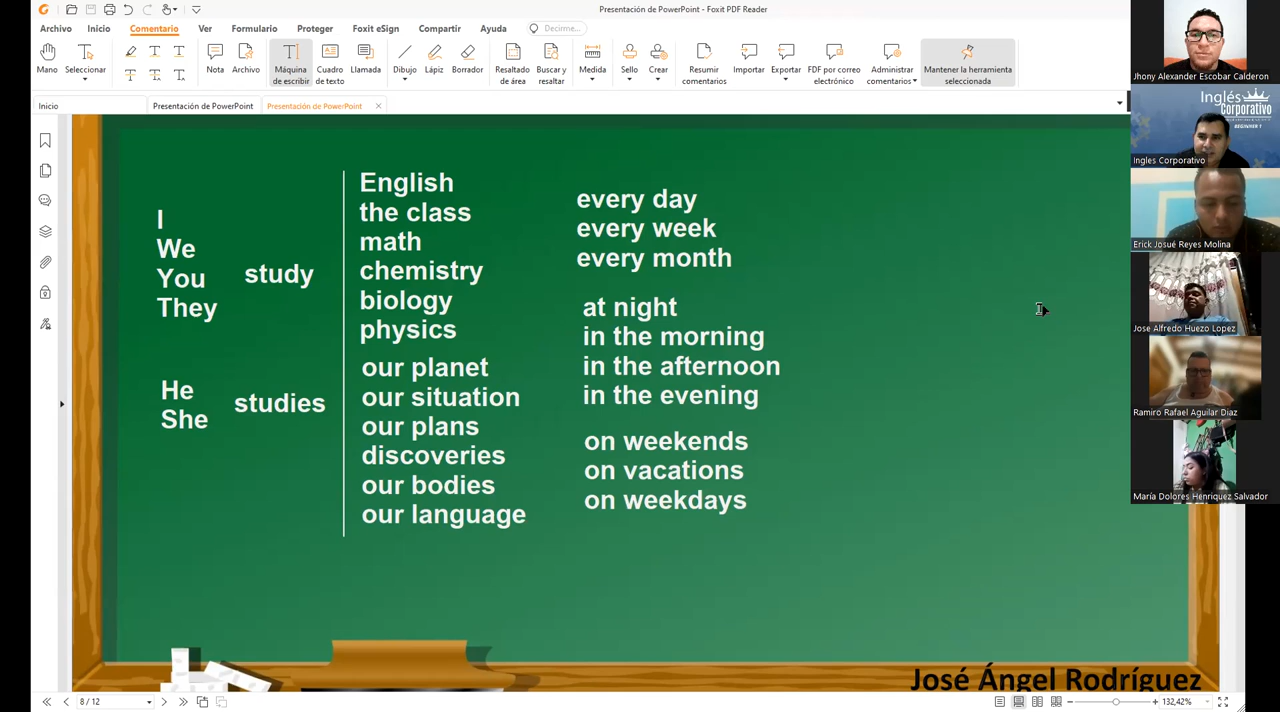 Presentación de PowerPoint - Foxit PDF Reader
Archivo Inicio Comentario Ver Formulario Proteger Foxit eSign Compartir Ayuda Decirme...
Mano Seleccionar Nota Archivo Máquina de escribir Cuadro de texto Llamada Dibujo Lápiz Borrador Resaltado de área Buscar y resaltar Medida Sello Crear Resumir comentarios Importar Exportar FDF por correo electrónico Administrar comentarios Mantener la herramienta seleccionada
Inicio Presentación de PowerPoint Presentación de PowerPoint
I
We
You
They
study
He
She
studies
English
the class
math
chemistry
biology
physics
our planet
our situation
our plans
discoveries
our bodies
our language
every day
every week
every month
at night
in the morning
in the afternoon
in the evening
on weekends
on vacations
on weekdays
José Ángel Rodríguez
8 / 12
132,42%
Jhony Alexander Escobar Calderon
Inglés
Corporativo
BEGINNER 1
Ingles Corporativo
Erick Josué Reyes Molina
Jose Alfredo Huezo Lopez
Ramiro Rafael Aguilar Diaz
María Dolores Henriquez Salvador